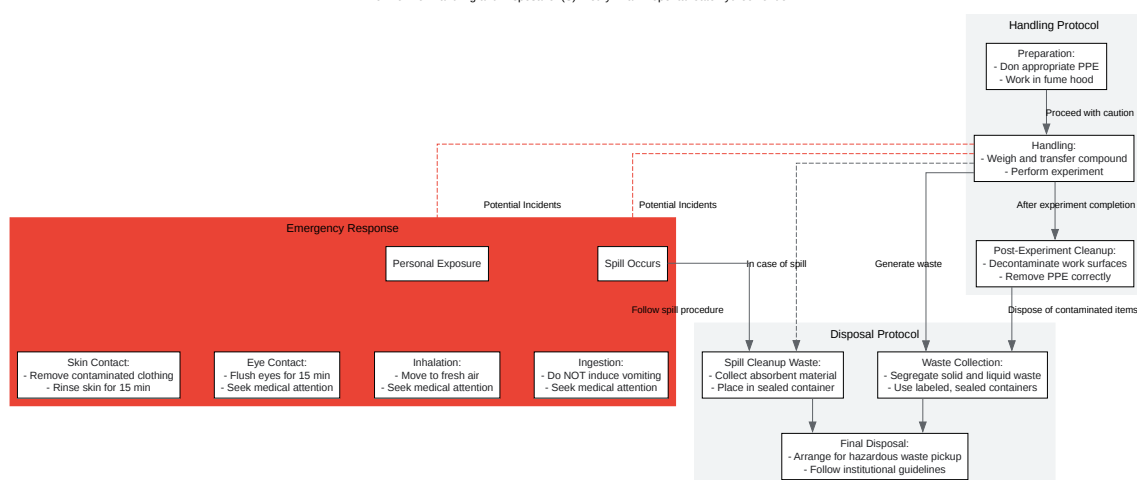 Handling Protocol
Preparation:
- Don appropriate PPE
- Work in fume hood
Proceed with caution
Handling:
- Weigh and transfer compound
- Perform experiment
Potential Incidents
Potential Incidents
After experiment completion
Emergency Response
Personal Exposure
Spill Occurs
In case of spill
Generate waste
Post-Experiment Cleanup:
- Decontaminate work surfaces
- Remove PPE correctly
Follow spill procedure
Dispose of contaminated items
Disposal Protocol
Skin Contact:
- Remove contaminated clothing
- Rinse skin for 15 min
Eye Contact:
- Flush eyes for 15 min
- Seek medical attention
Inhalation:
- Move to fresh air
- Seek medical attention
Ingestion:
- Do NOT induce vomiting
- Seek medical attention
Spill Cleanup Waste:
- Collect absorbent material
- Place in sealed container
Waste Collection:
- Segregate solid and liquid waste
- Use labeled, sealed containers
Final Disposal:
- Arrange for hazardous waste pickup
- Follow institutional guidelines